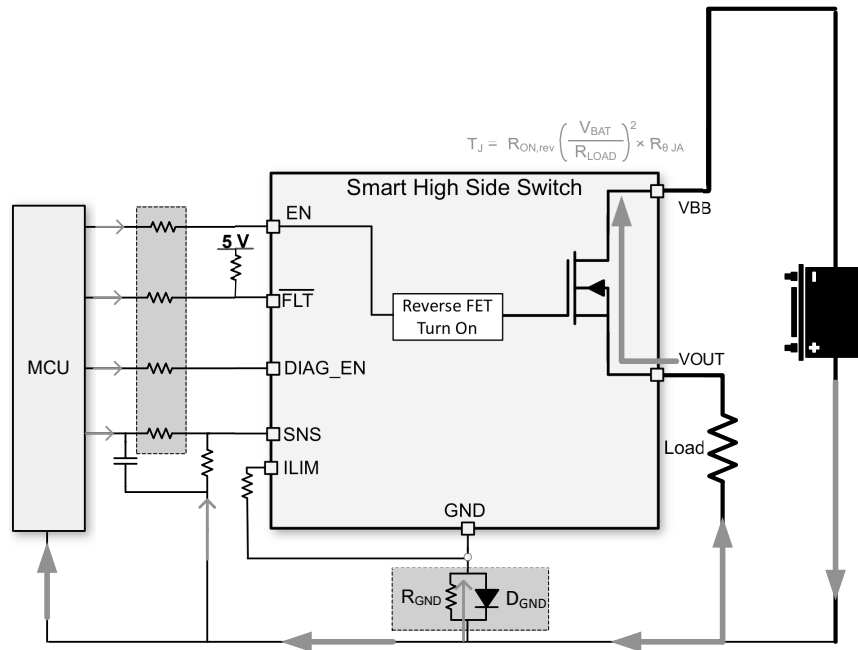 T_J = R_ON,rev (V_BAT / R_LOAD)^2 × R_θJA
Smart High Side Switch
VBB
EN
5 V
FLT
Reverse FET
Turn On
MCU
DIAG_EN
VOUT
SNS
ILIM
Load
GND
R_GND
D_GND
-
+